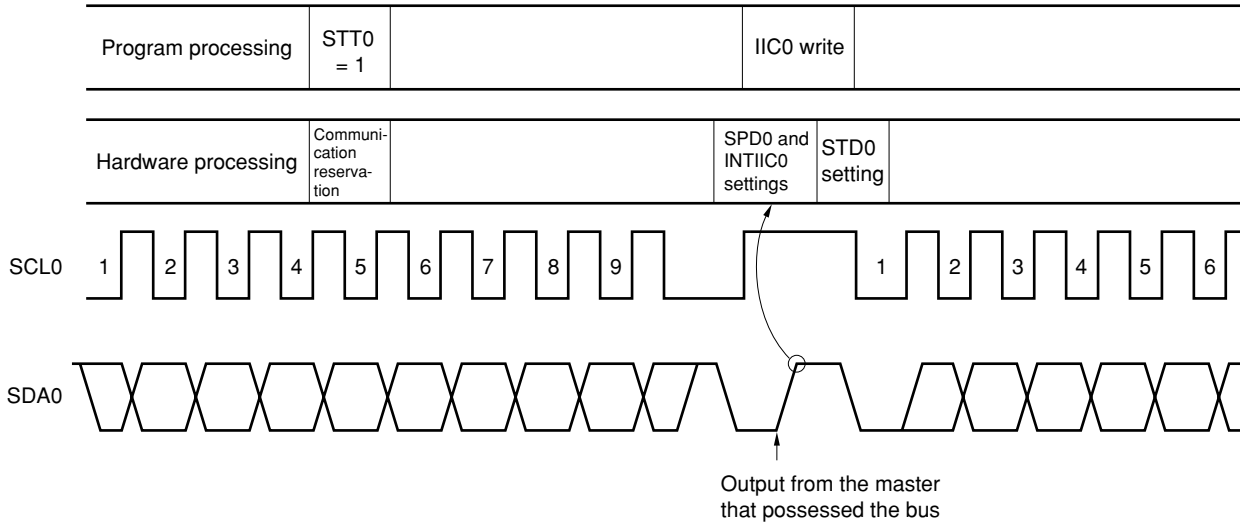 Program processing
STT0
= 1
IIC0 write
Hardware processing
Communi-
cation
reserva-
tion
SPD0 and
INTIIC0
settings
STD0
setting
SCL0
1 2 3 4 5 6 7 8 9 1 2 3 4 5 6
SDA0
Output from the master
that possessed the bus